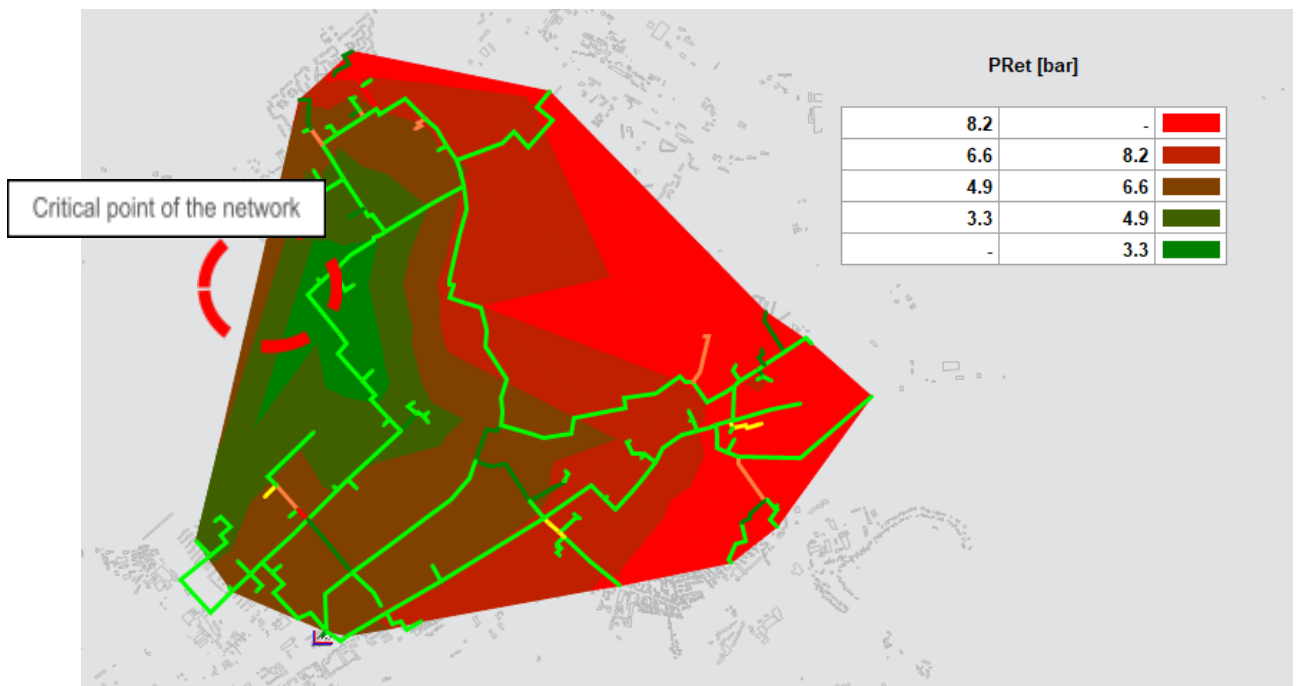 PRet [bar]
8.2 -
6.6 8.2
4.9 6.6
3.3 4.9
- 3.3
Critical point of the network